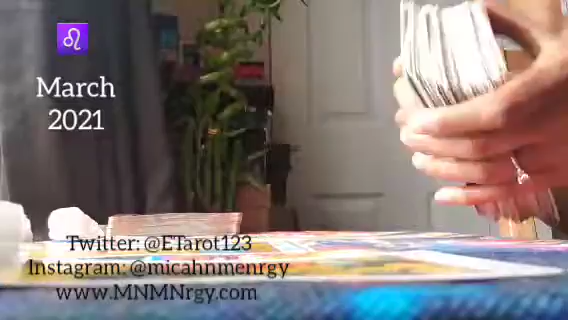 ♌
March
2021
Twitter: @ETarot123
Instagram: @micahnmenrgy
www.MNMNrgy.com